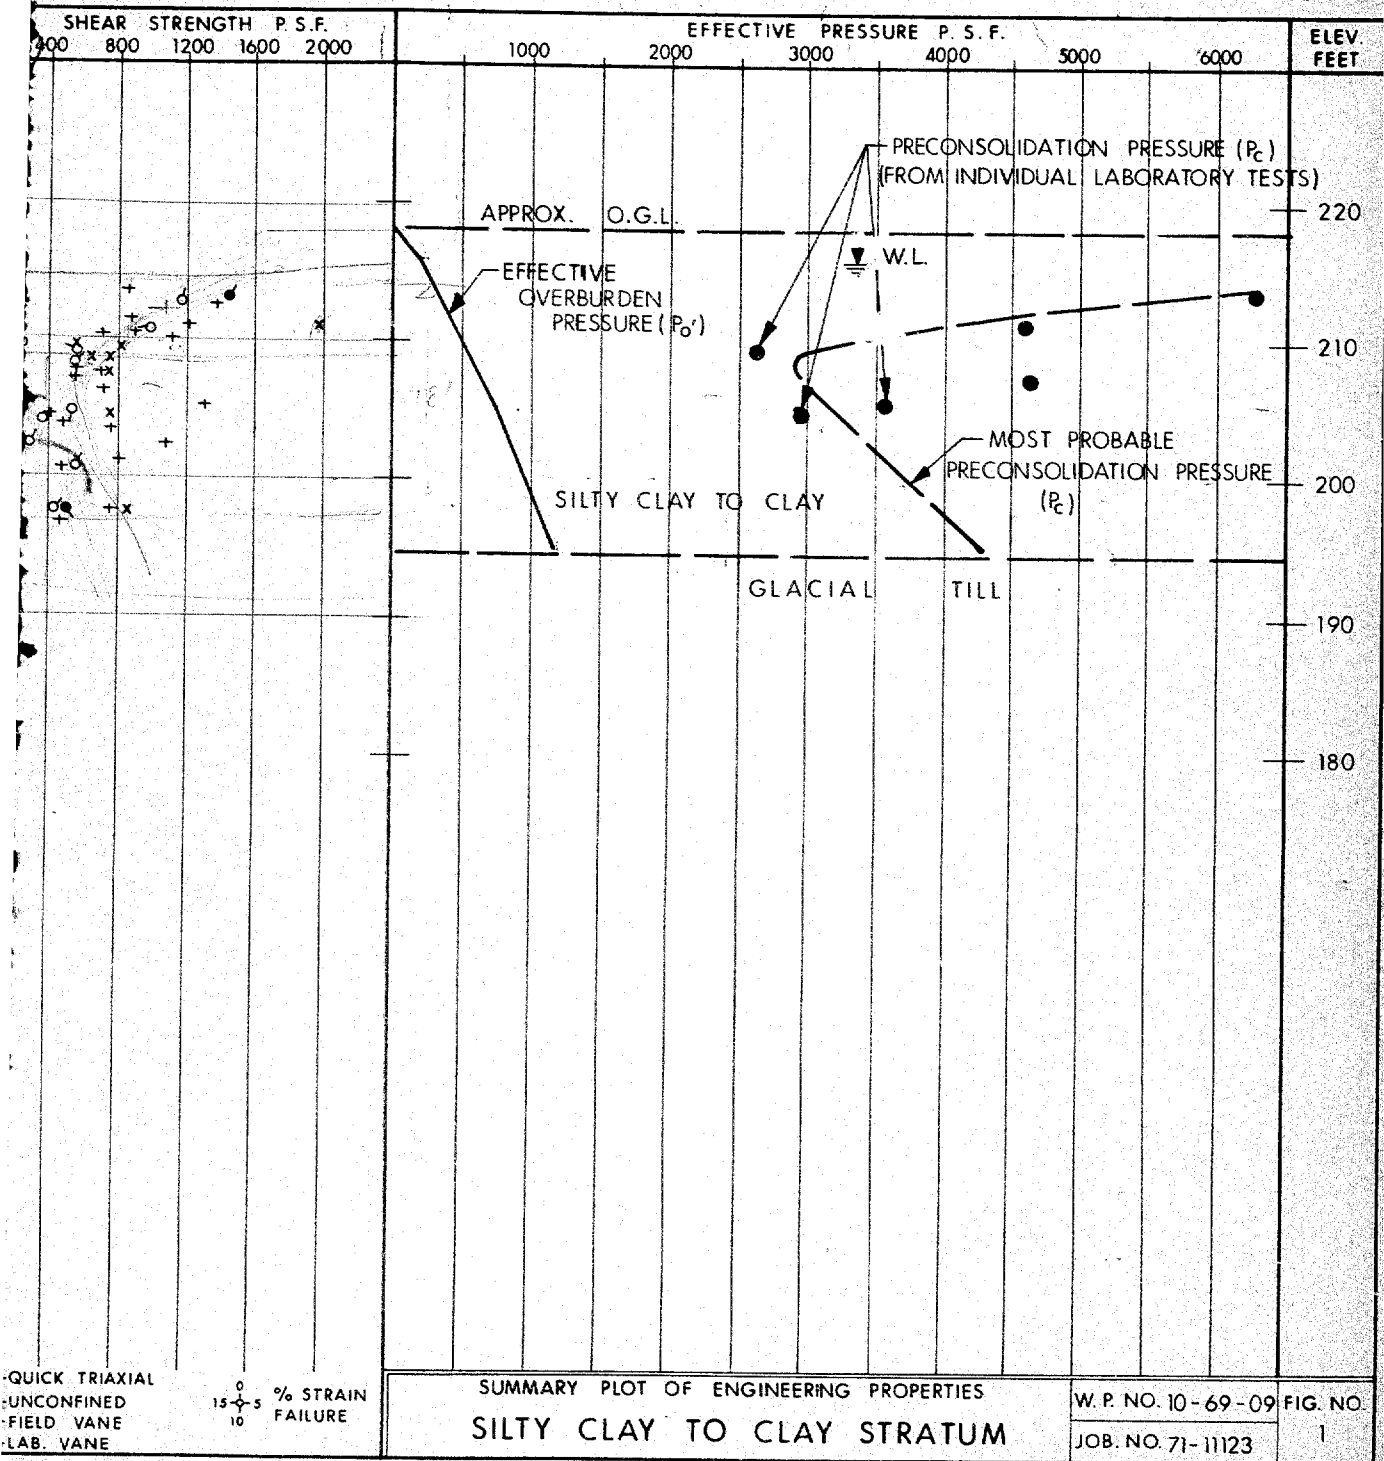 SHEAR STRENGTH P.S.F.
400 800 1200 1600 2000
EFFECTIVE PRESSURE P.S.F.
1000 2000 3000 4000 5000 6000
ELEV.
FEET
PRECONSOLIDATION PRESSURE (Pc)
(FROM INDIVIDUAL LABORATORY TESTS)
APPROX. O.G.L.
220
W.L.
EFFECTIVE
OVERBURDEN
PRESSURE (Po')
210
MOST PROBABLE
PRECONSOLIDATION PRESSURE
(Pc)
200
SILTY CLAY TO CLAY
GLACIAL TILL
190
180
-QUICK TRIAXIAL
-UNCONFINED
-FIELD VANE
-LAB. VANE
0
15 5
10
% STRAIN
FAILURE
SUMMARY PLOT OF ENGINEERING PROPERTIES
SILTY CLAY TO CLAY STRATUM
W.P. NO. 10-69-09
JOB. NO. 71-11123
FIG. NO.
1